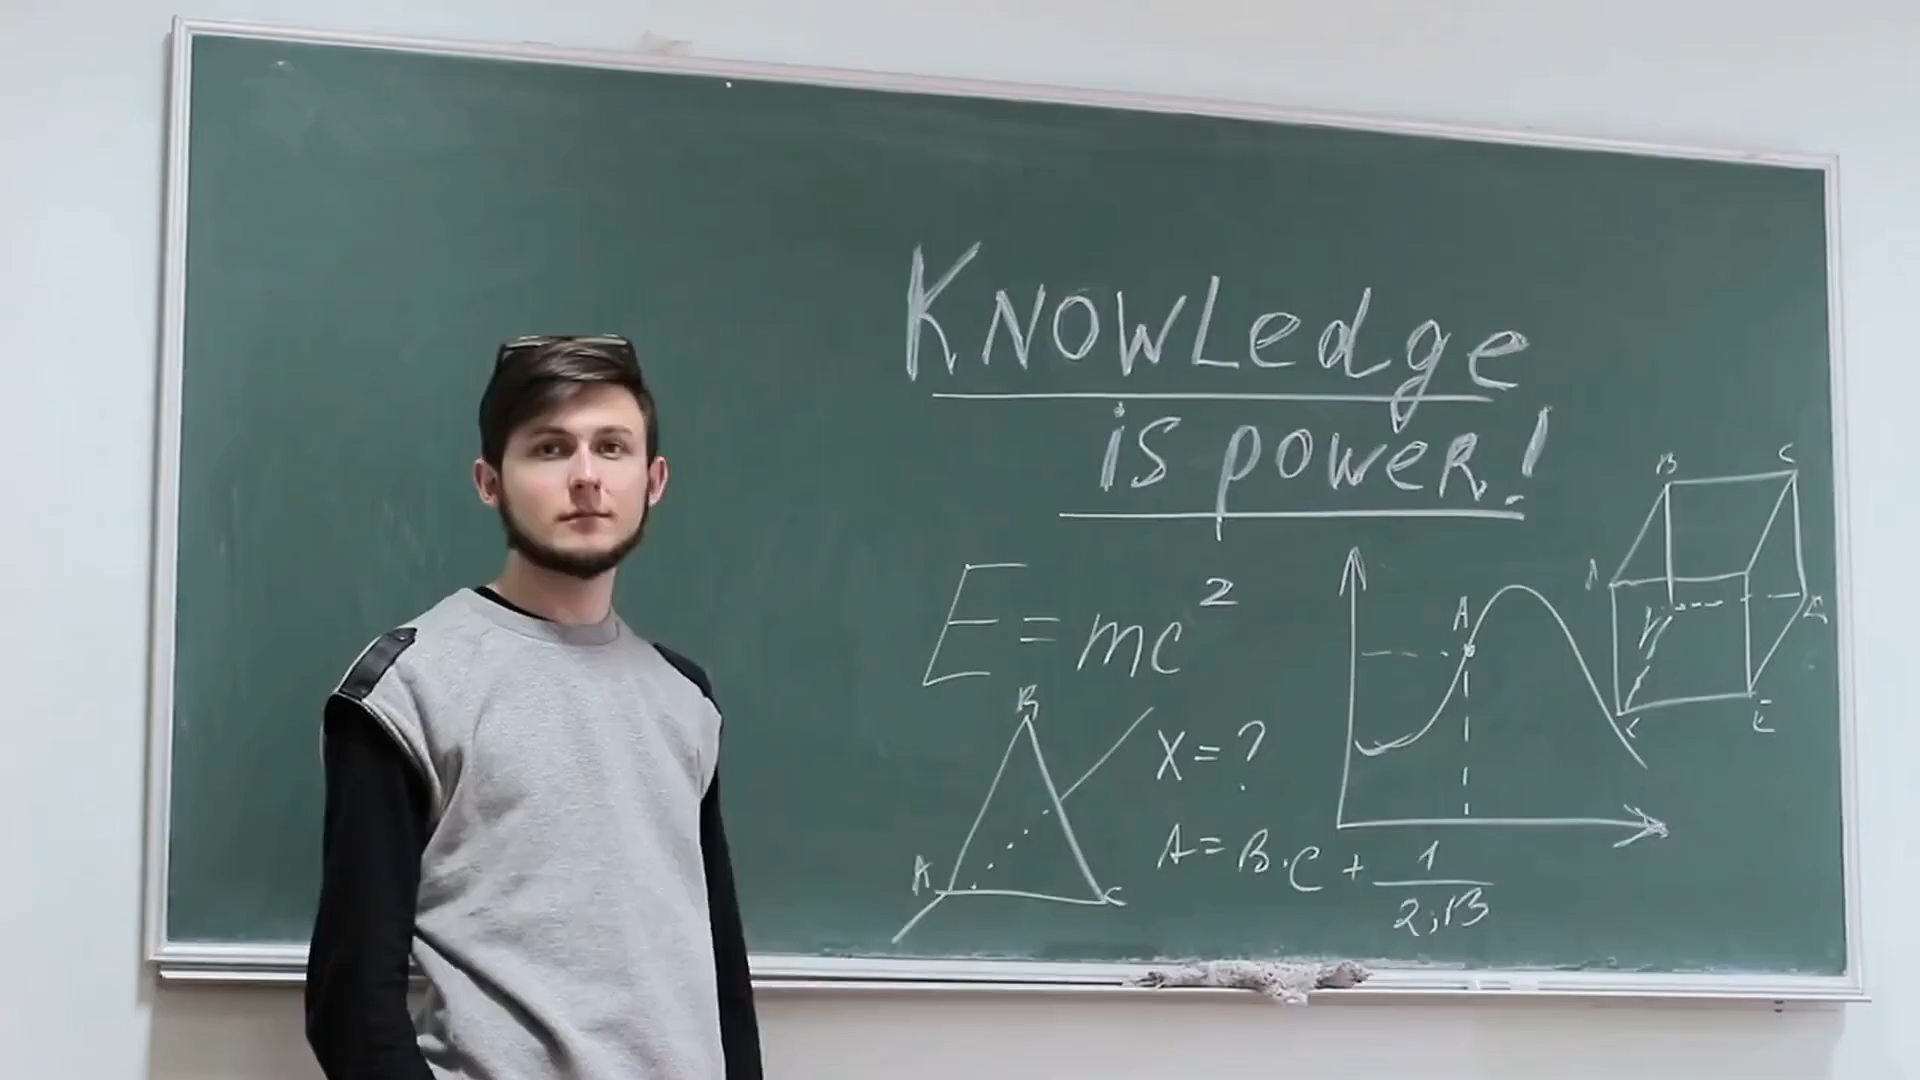 KNOWLedge
is poweR!
E = mc²
B
A
C
X = ?
A = B · C + 1/2,13
A
B
C
E